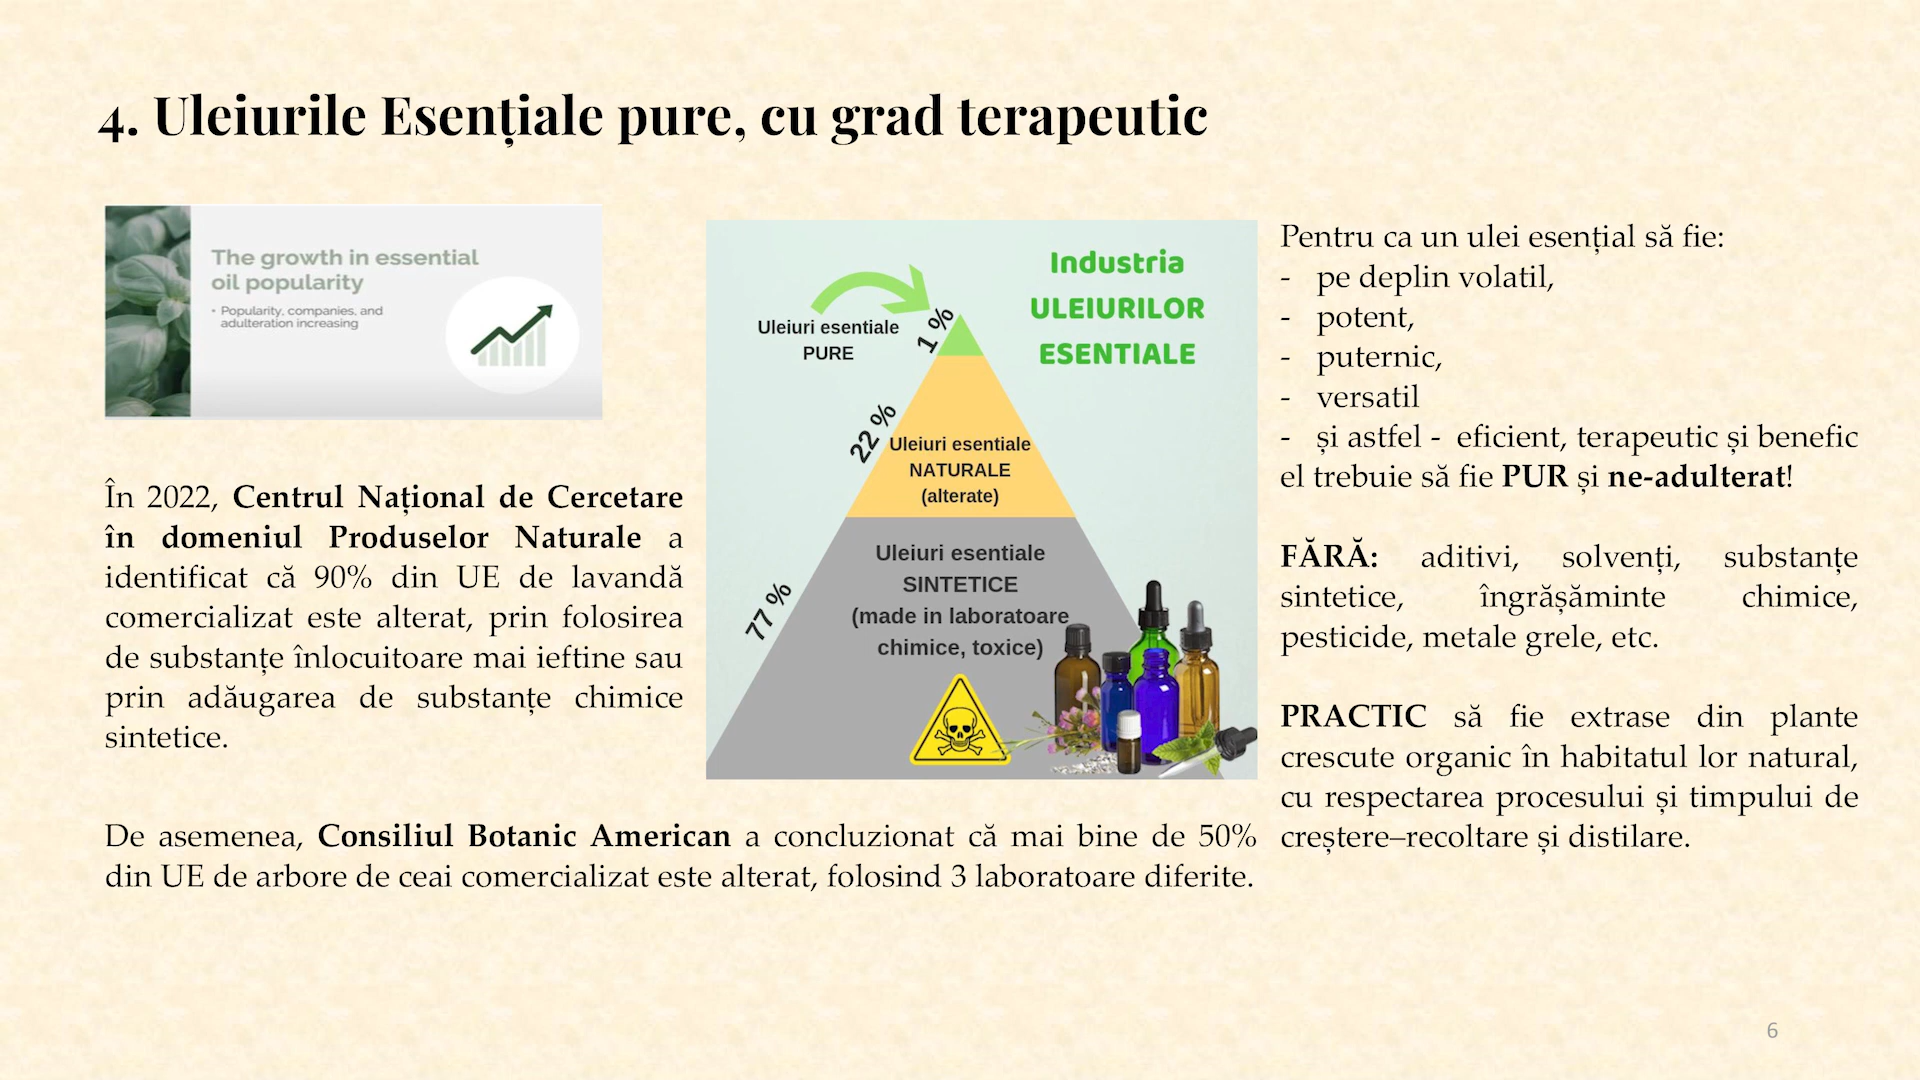 4. Uleiurile Esențiale pure, cu grad terapeutic
The growth in essential
oil popularity
• Popularity, companies, and
adulteration increasing
În 2022, Centrul Național de Cercetare
în domeniul Produselor Naturale a
identificat că 90% din UE de lavandă
comercializat este alterat, prin folosirea
de substanțe înlocuitoare mai ieftine sau
prin adăugarea de substanțe chimice
sintetice.
De asemenea, Consiliul Botanic American a concluzionat că mai bine de 50%
din UE de arbore de ceai comercializat este alterat, folosind 3 laboratoare diferite.
Industria
ULEIURILOR
ESENTIALE
Uleiuri esentiale
PURE
1 %
22 %
Uleiuri esentiale
NATURALE
(alterate)
77 %
Uleiuri esentiale
SINTETICE
(made in laboratoare
chimice, toxice)
Pentru ca un ulei esențial să fie:
- pe deplin volatil,
- potent,
- puternic,
- versatil
- și astfel - eficient, terapeutic și benefic
el trebuie să fie PUR și ne-adulterat!
FĂRĂ: aditivi, solvenți, substanțe
sintetice, îngrășăminte chimice,
pesticide, metale grele, etc.
PRACTIC să fie extrase din plante
crescute organic în habitatul lor natural,
cu respectarea procesului și timpului de
creștere–recoltare și distilare.
6